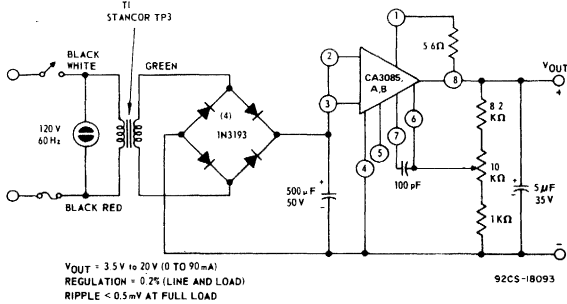 T1
STANCOR TP3
BLACK
WHITE
GREEN
120 V
60 Hz
(4)
1N3193
BLACK RED
500 µF
50 V
+
−
1
2
3
CA3085,
A,B
4
5
6
7
8
5 6Ω
100 pF
8 2
KΩ
10
KΩ
1 KΩ
5 µF
35 V
+
−
VOUT
+
−
VOUT = 3.5 V to 20 V (0 TO 90 mA)
REGULATION = 0.2% (LINE AND LOAD)
RIPPLE < 0.5 mV AT FULL LOAD
92CS-18093